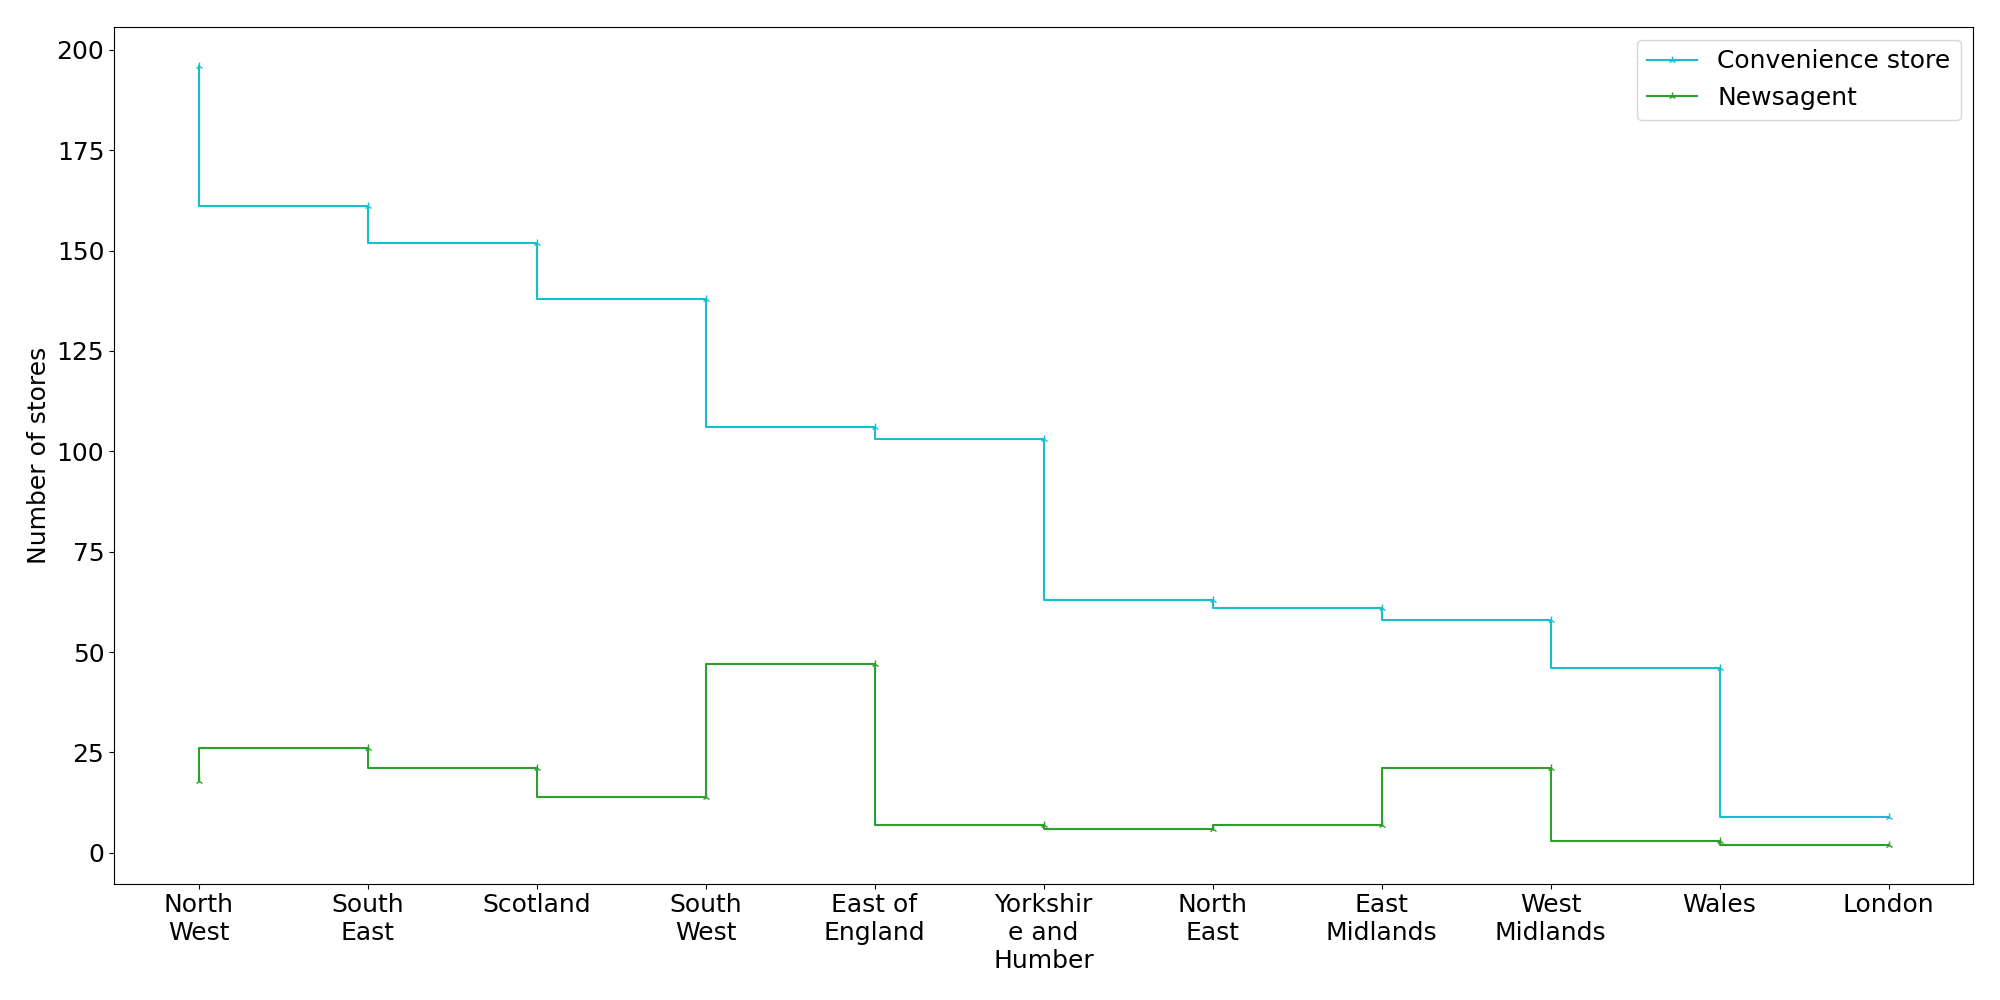 200
175
150
125
100
75
50
25
0
Number of stores
Convenience store
Newsagent
North
West
South
East
Scotland
South
West
East of
England
Yorkshir
e and
Humber
North
East
East
Midlands
West
Midlands
Wales
London